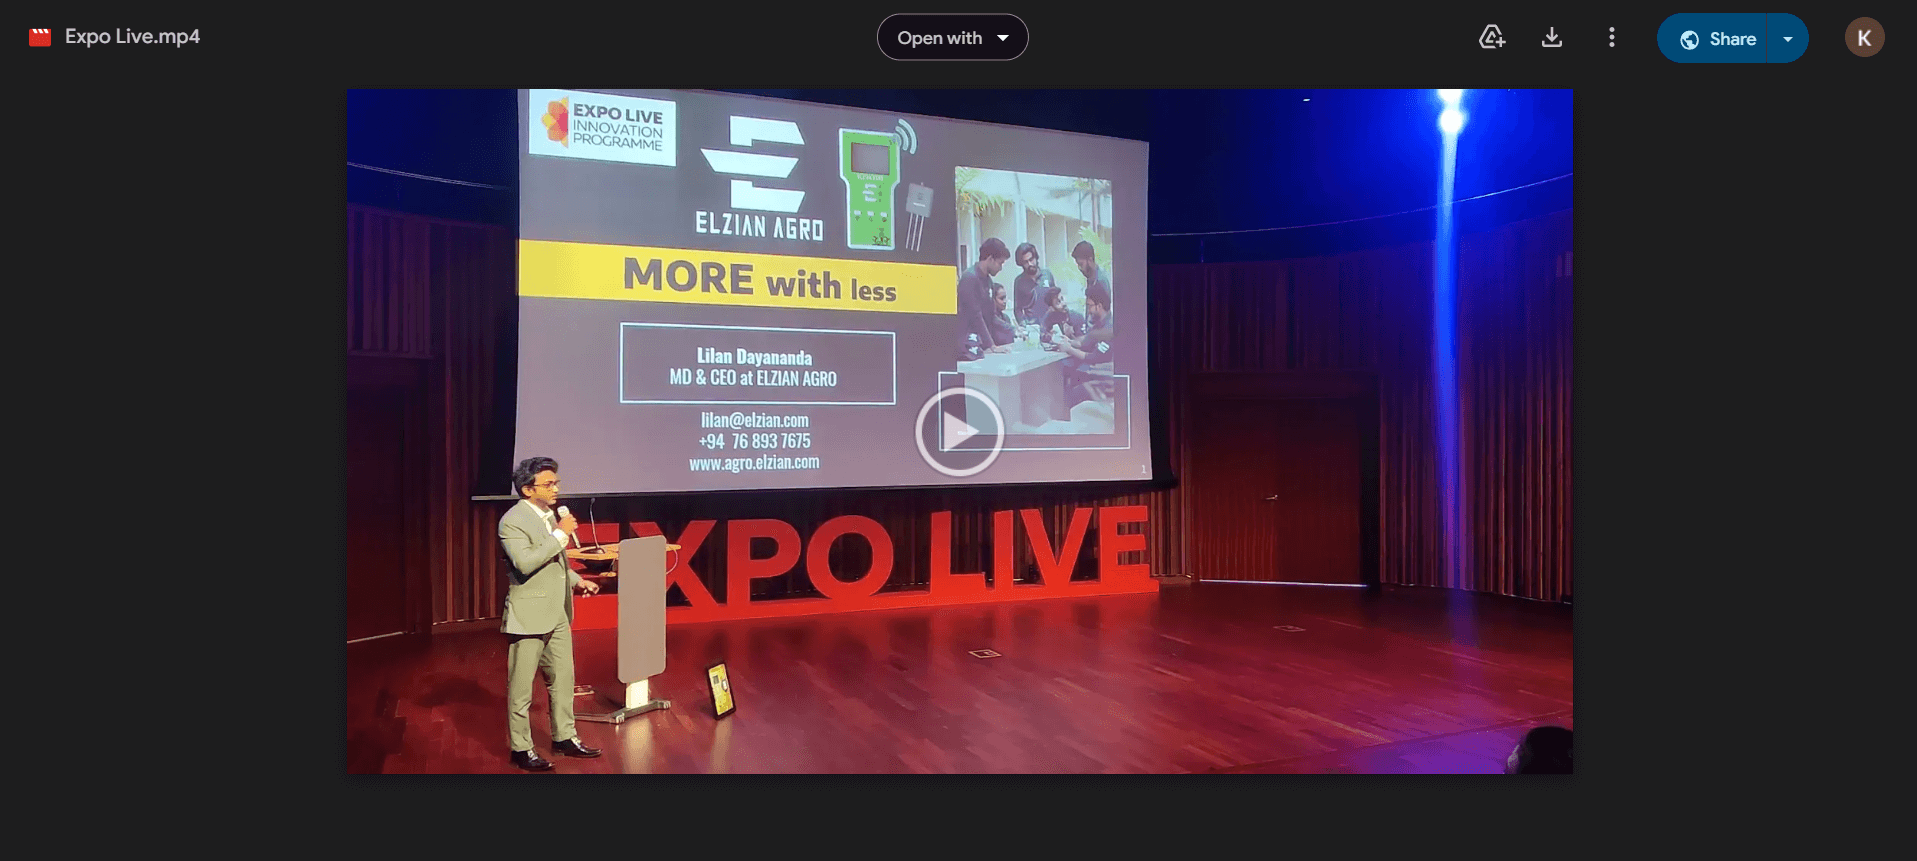 Expo Live.mp4
Open with
Share
K
EXPO LIVE
INNOVATION
PROGRAMME
ELZIAN AGRO
MORE with less
Lilan Dayananda
MD & CEO at ELZIAN AGRO
lilan@elzian.com
+94 76 893 7675
www.agro.elzian.com
1
EXPO LIVE